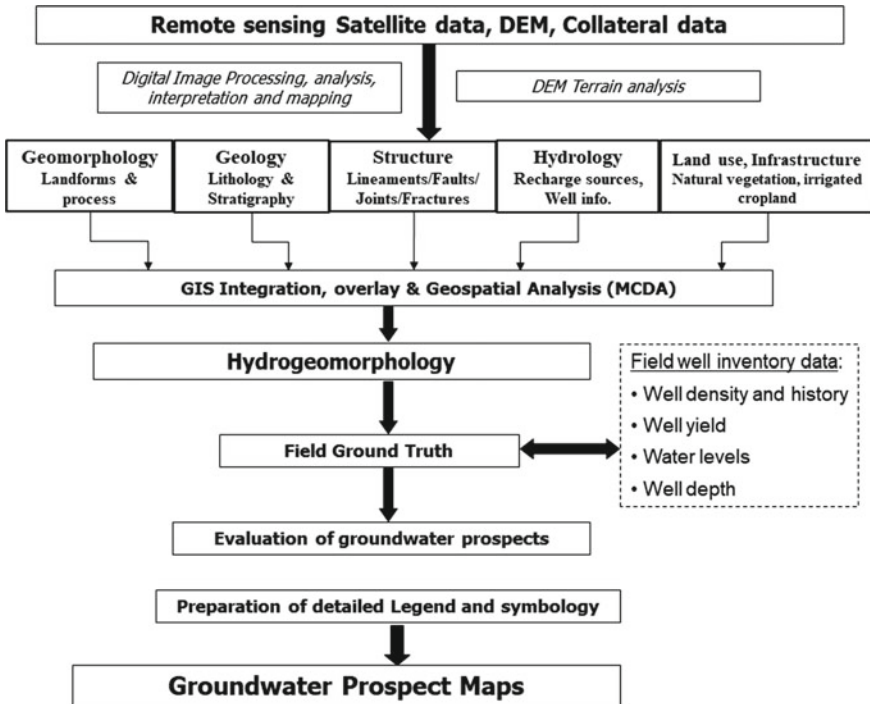 Remote sensing Satellite data, DEM, Collateral data
Digital Image Processing, analysis,
interpretation and mapping
DEM Terrain analysis
Geomorphology
Landforms &
process
Geology
Lithology &
Stratigraphy
Structure
Lineaments/Faults/
Joints/Fractures
Hydrology
Recharge sources,
Well info.
Land use, Infrastructure
Natural vegetation, irrigated
cropland
GIS Integration, overlay & Geospatial Analysis (MCDA)
Hydrogeomorphology
Field well inventory data:
• Well density and history
• Well yield
• Water levels
• Well depth
Field Ground Truth
Evaluation of groundwater prospects
Preparation of detailed Legend and symbology
Groundwater Prospect Maps